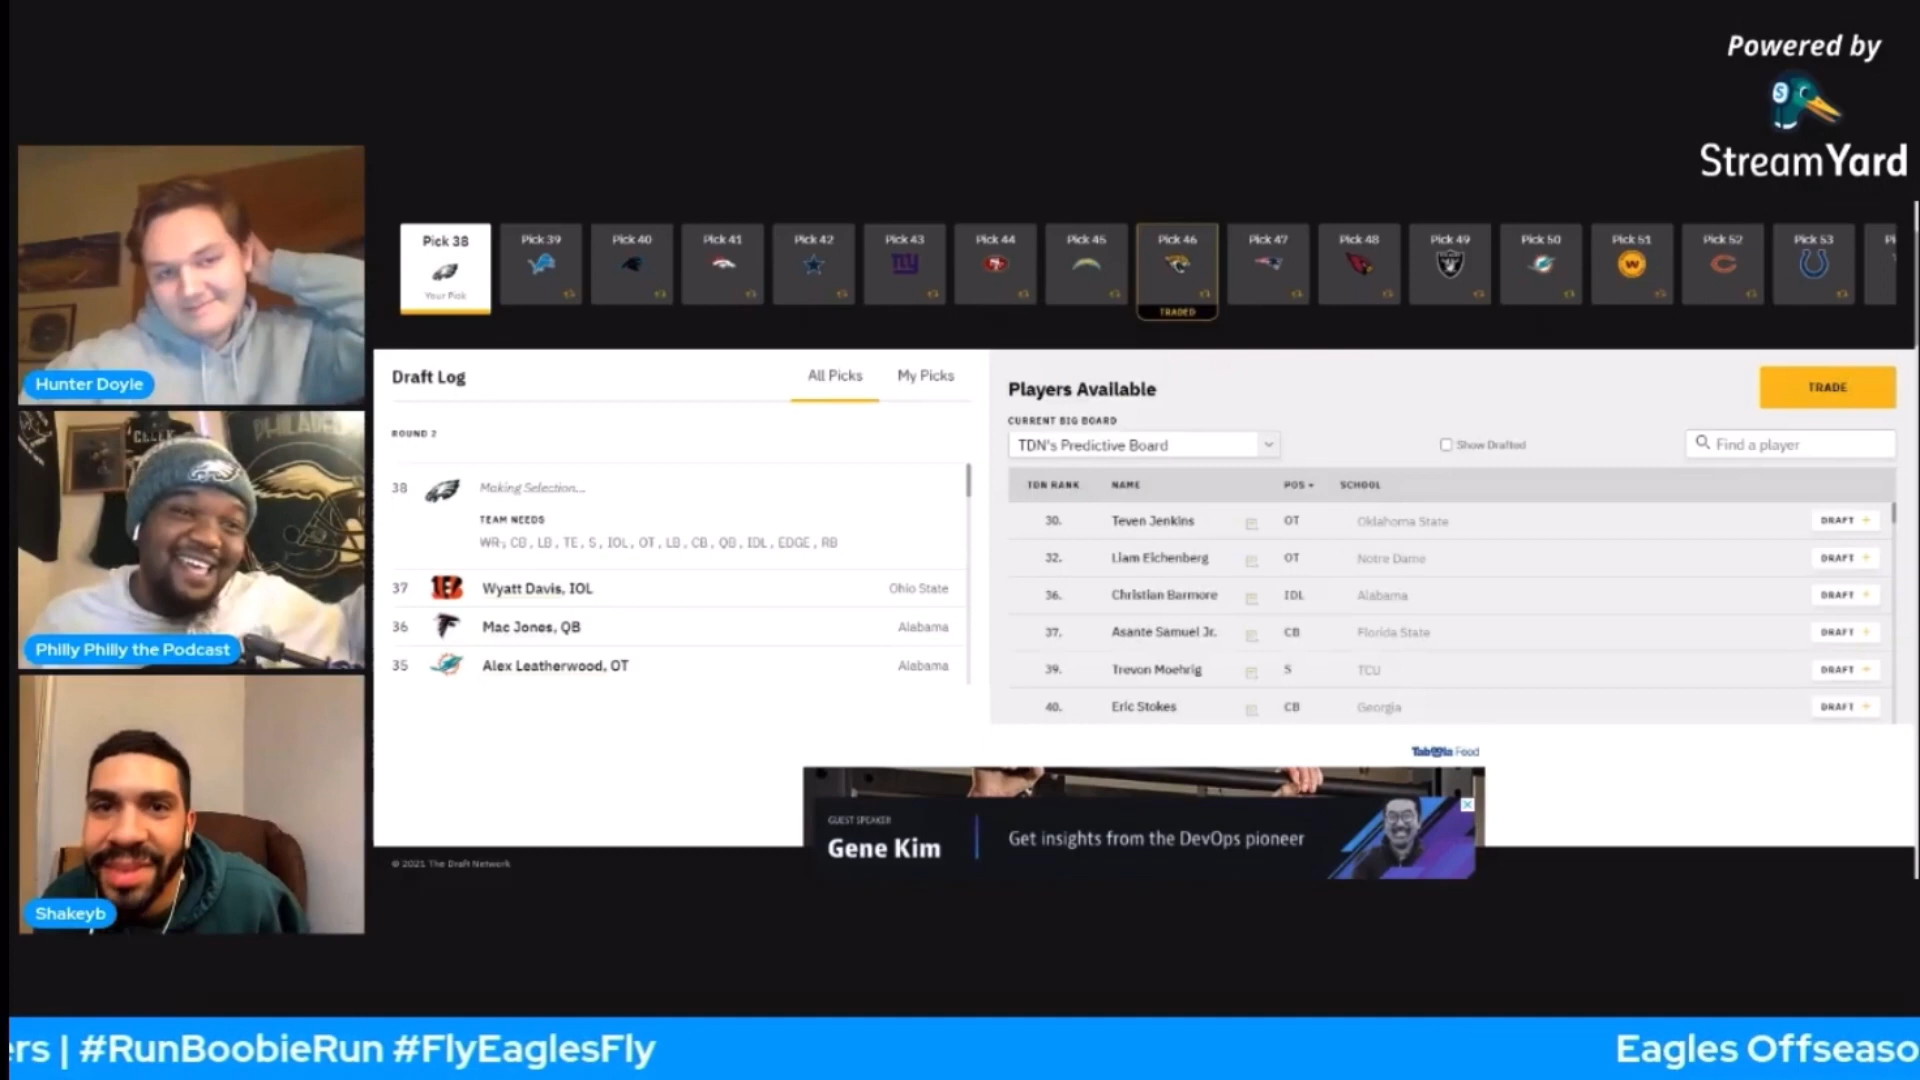 Powered by
StreamYard
Hunter Doyle
PHILADEL
CELEK
Philly Philly the Podcast
Shakeyb
Pick 38
Your Pick
Pick 39
Pick 40
Pick 41
Pick 42
Pick 43
Pick 44
Pick 45
Pick 46
TRADED
Pick 47
Pick 48
Pick 49
Pick 50
Pick 51
Pick 52
Pick 53
Draft Log
All Picks My Picks
ROUND 2
38 Making Selection...
TEAM NEEDS
WR, CB, LB, TE, S, IOL, OT, LB, CB, QB, IDL, EDGE, RB
37 Wyatt Davis, IOL Ohio State
36 Mac Jones, QB Alabama
35 Alex Leatherwood, OT Alabama
Players Available
TRADE
CURRENT BIG BOARD
TDN's Predictive Board
Show Drafted
Find a player
TDN RANK NAME POS SCHOOL
30. Teven Jenkins OT Oklahoma State DRAFT +
32. Liam Eichenberg OT Notre Dame DRAFT +
36. Christian Barmore IDL Alabama DRAFT +
37. Asante Samuel Jr. CB Florida State DRAFT +
39. Trevon Moehrig S TCU DRAFT +
40. Eric Stokes CB Georgia DRAFT +
Taboola Feed
GUEST SPEAKER
Gene Kim
Get insights from the DevOps pioneer
© 2021 The Draft Network
ers | #RunBoobieRun #FlyEaglesFly
Eagles Offseaso